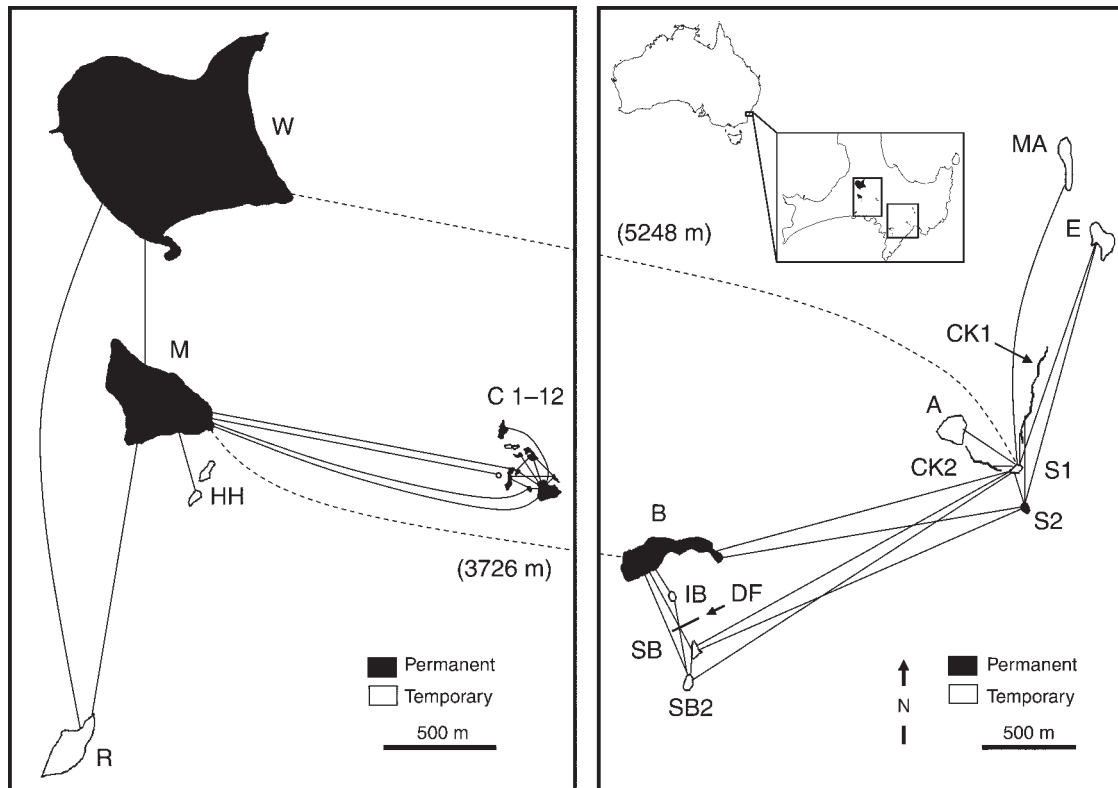 W
M
C 1–12
HH
(3726 m)
R
Permanent
Temporary
500 m
(5248 m)
MA
E
CK1
A
CK2
S1
S2
B
IB
DF
SB
SB2
N
Permanent
Temporary
500 m